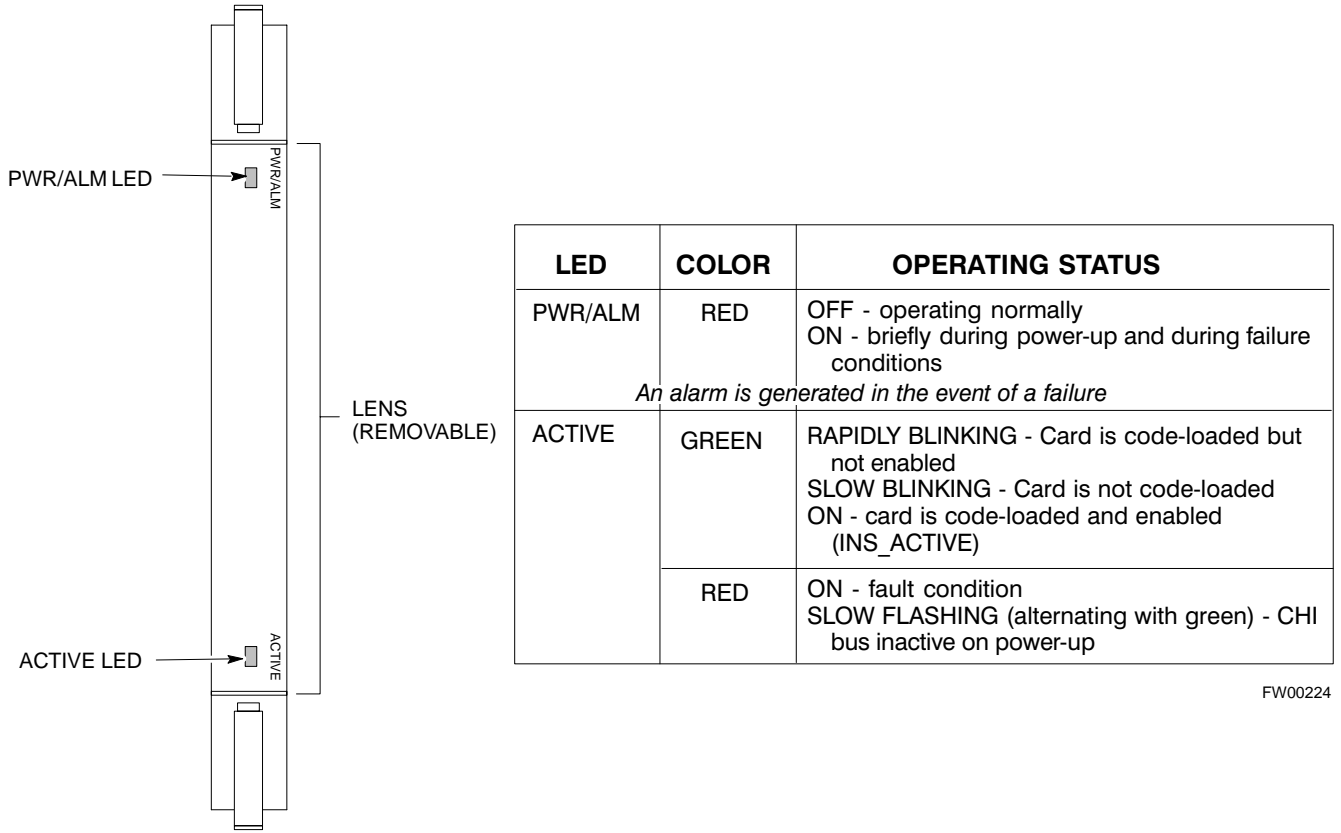 PWR/ALM LED
PWR/ALM
LENS
(REMOVABLE)
ACTIVE LED
ACTIVE
LED COLOR OPERATING STATUS
PWR/ALM RED OFF - operating normally
ON - briefly during power-up and during failure
conditions
An alarm is generated in the event of a failure
ACTIVE GREEN RAPIDLY BLINKING - Card is code-loaded but
not enabled
SLOW BLINKING - Card is not code-loaded
ON - card is code-loaded and enabled
(INS_ACTIVE)
RED ON - fault condition
SLOW FLASHING (alternating with green) - CHI
bus inactive on power-up
FW00224